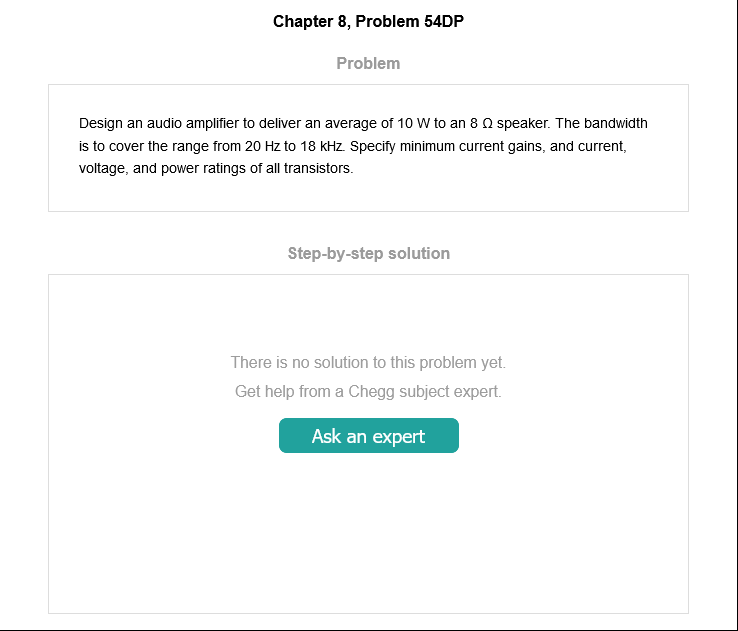 Chapter 8, Problem 54DP
Problem
Design an audio amplifier to deliver an average of 10 W to an 8 Ω speaker. The bandwidth
is to cover the range from 20 Hz to 18 kHz. Specify minimum current gains, and current,
voltage, and power ratings of all transistors.
Step-by-step solution
There is no solution to this problem yet.
Get help from a Chegg subject expert.
Ask an expert